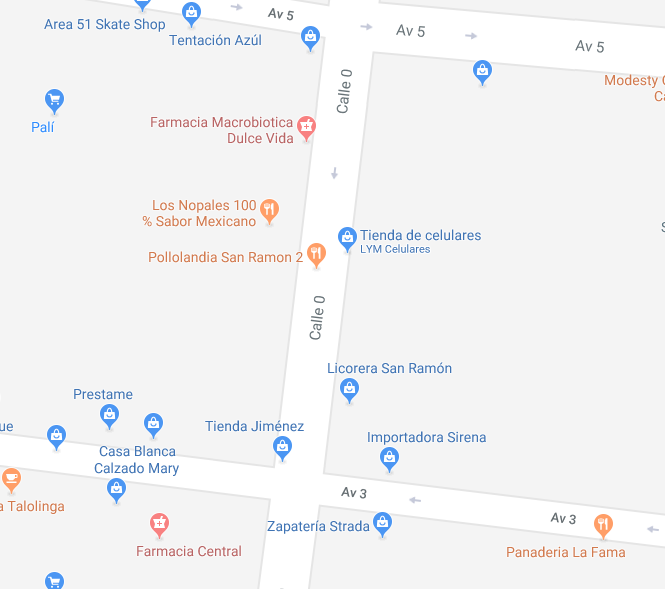 Area 51 Skate Shop
Av 5
Tentación Azúl
Av 5
Av 5
Modesty
Calle 0
Palí
Farmacia Macrobiotica
Dulce Vida
Los Nopales 100
% Sabor Mexicano
Tienda de celulares
LYM Celulares
Pollolandia San Ramon 2
Calle 0
Licorera San Ramón
Prestame
Tienda Jiménez
Importadora Sirena
Casa Blanca
Calzado Mary
Talolinga
Av 3
Av 3
Zapatería Strada
Farmacia Central
Panaderia La Fama